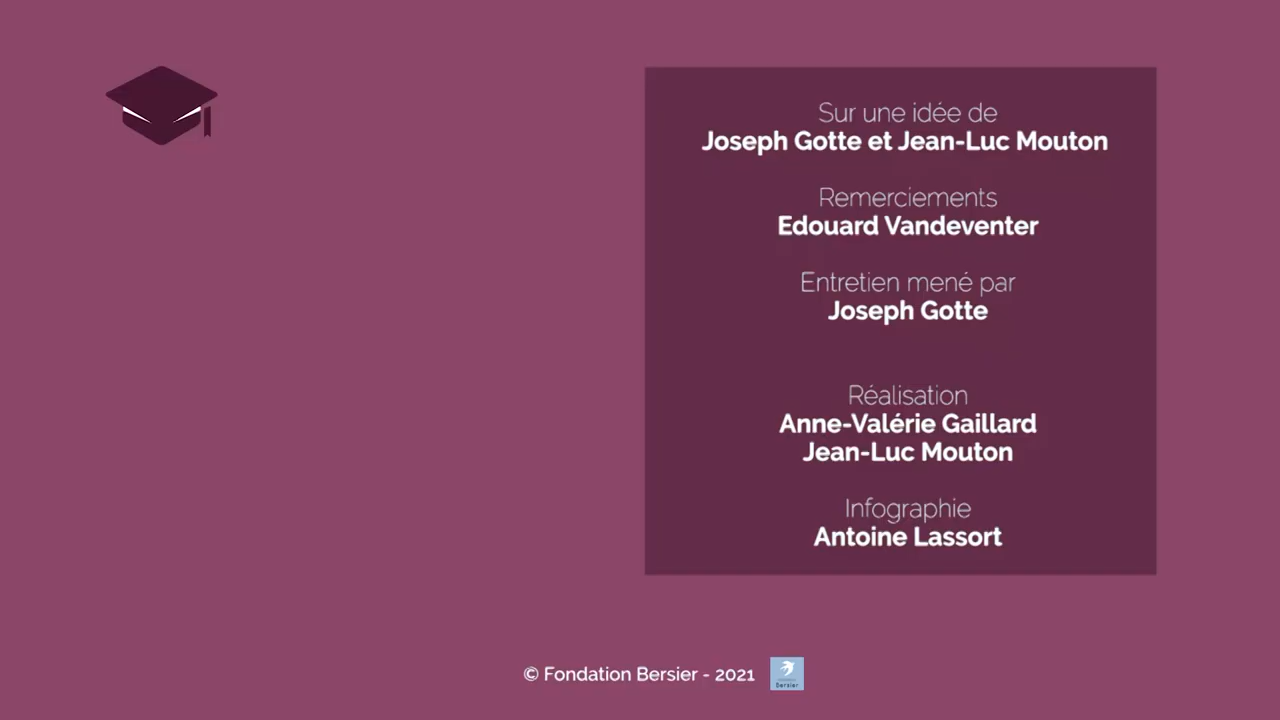 Sur une idée de
Joseph Gotte et Jean-Luc Mouton
Remerciements
Edouard Vandeventer
Entretien mené par
Joseph Gotte
Réalisation
Anne-Valérie Gaillard
Jean-Luc Mouton
Infographie
Antoine Lassort
© Fondation Bersier - 2021
Bersier